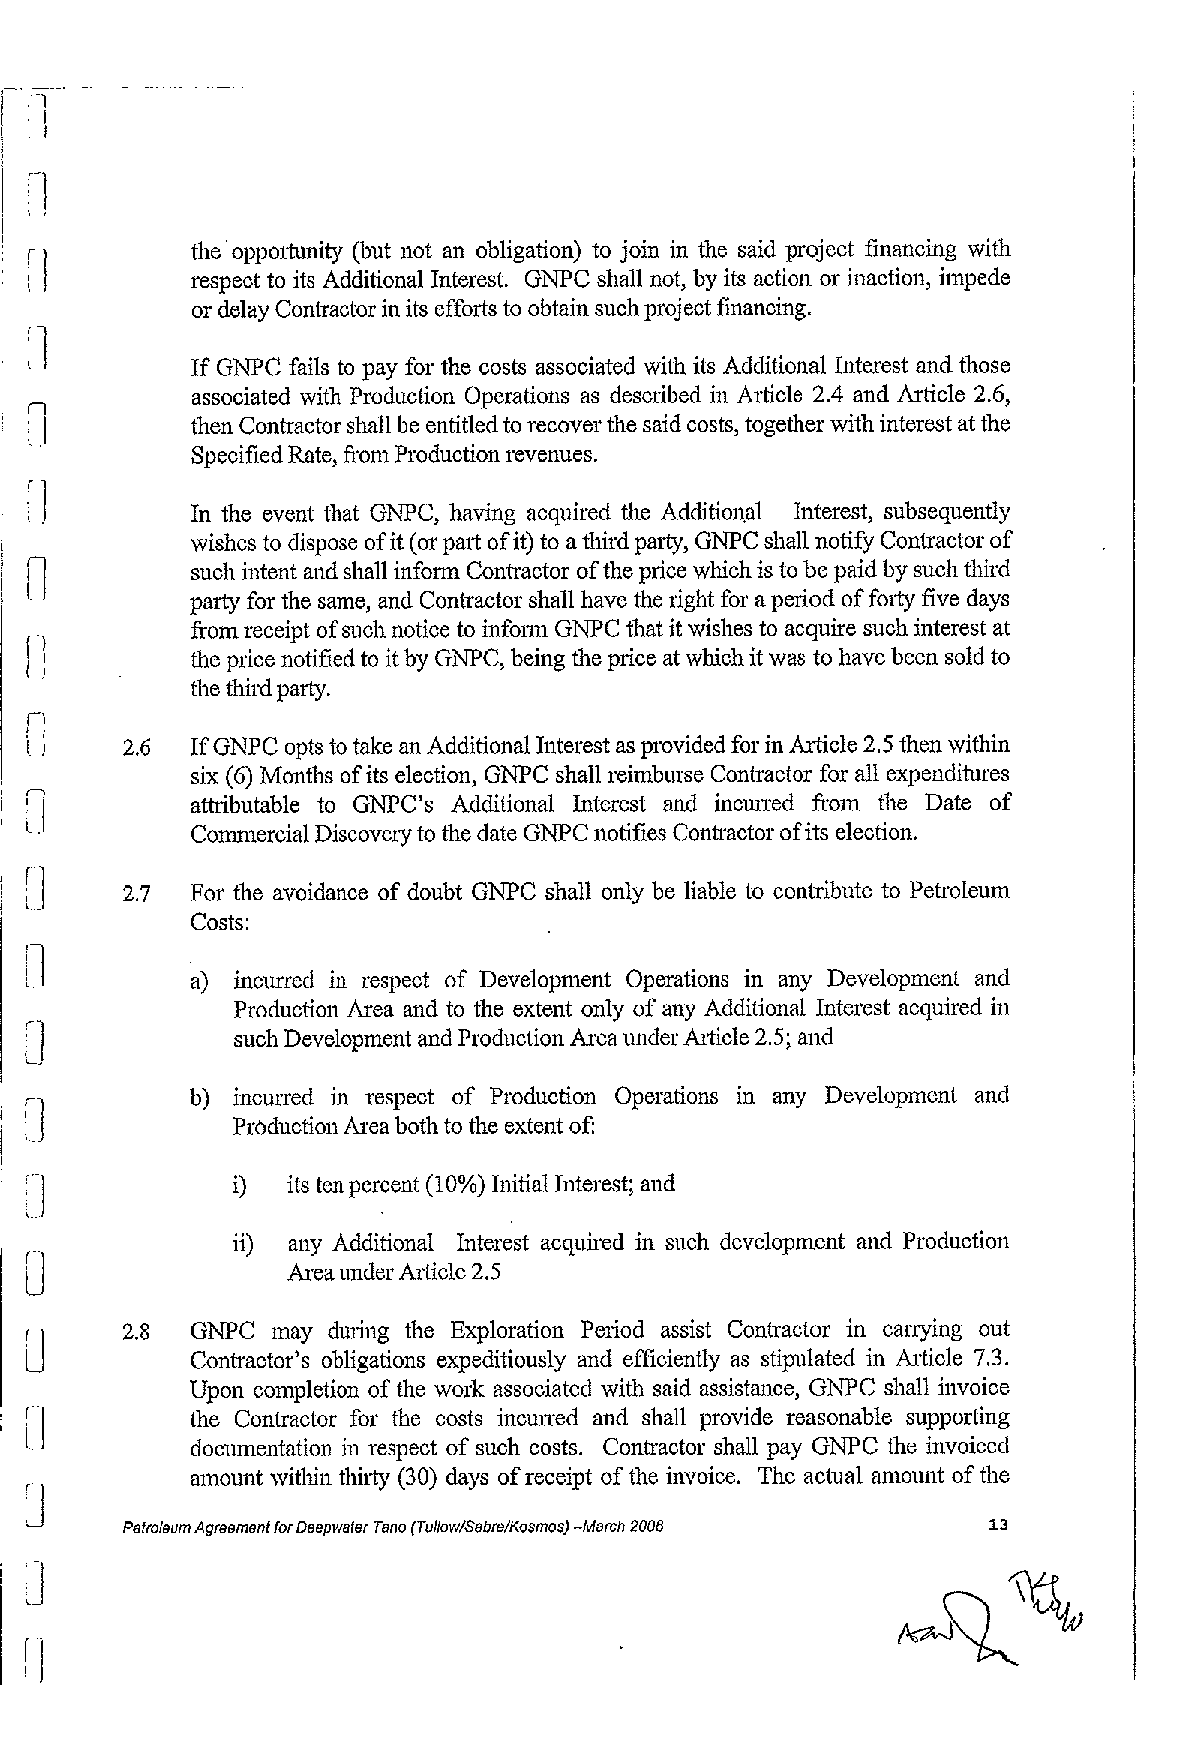 the opportunity (but not an obligation) to join in the said project financing with
respect to its Additional Interest. GNPC shall not, by its action or inaction, impede
or delay Contractor in its efforts to obtain such project financing.
If GNPC fails to pay for the costs associated with its Additional Interest and those
associated with Production Operations as described in Article 2.4 and Article 2.6,
then Contractor shall be entitled to recover the said costs, together with interest at the
Specified Rate, from Production revenues.
In the event that GNPC, having acquired the Additional Interest, subsequently
wishes to dispose of it (or part of it) to a third party, GNPC shall notify Contractor of
such intent and shall inform Contractor of the price which is to be paid by such third
party for the same, and Contractor shall have the right for a period of forty five days
from receipt of such notice to inform GNPC that it wishes to acquire such interest at
the price notified to it by GNPC, being the price at which it was to have been sold to
the third party.
2.6 If GNPC opts to take an Additional Interest as provided for in Article 2.5 then within
six (6) Months of its election, GNPC shall reimburse Contractor for all expenditures
attributable to GNPC's Additional Interest and incurred from the Date of
Commercial Discovery to the date GNPC notifies Contractor of its election.
2.7 For the avoidance of doubt GNPC shall only be liable to contribute to Petroleum
Costs:
a) incurred in respect of Development Operations in any Development and
Production Area and to the extent only of any Additional Interest acquired in
such Development and Production Area under Article 2.5; and
b) incurred in respect of Production Operations in any Development and
Production Area both to the extent of:
i) its ten percent (10%) Initial Interest; and
ii) any Additional Interest acquired in such development and Production
Area under Article 2.5
2.8 GNPC may during the Exploration Period assist Contractor in carrying out
Contractor's obligations expeditiously and efficiently as stipulated in Article 7.3.
Upon completion of the work associated with said assistance, GNPC shall invoice
the Contractor for the costs incurred and shall provide reasonable supporting
documentation in respect of such costs. Contractor shall pay GNPC the invoiced
amount within thirty (30) days of receipt of the invoice. The actual amount of the
Petroleum Agreement for Deepwater Tano (Tullow/Sabre/Kosmos) –March 2006 13